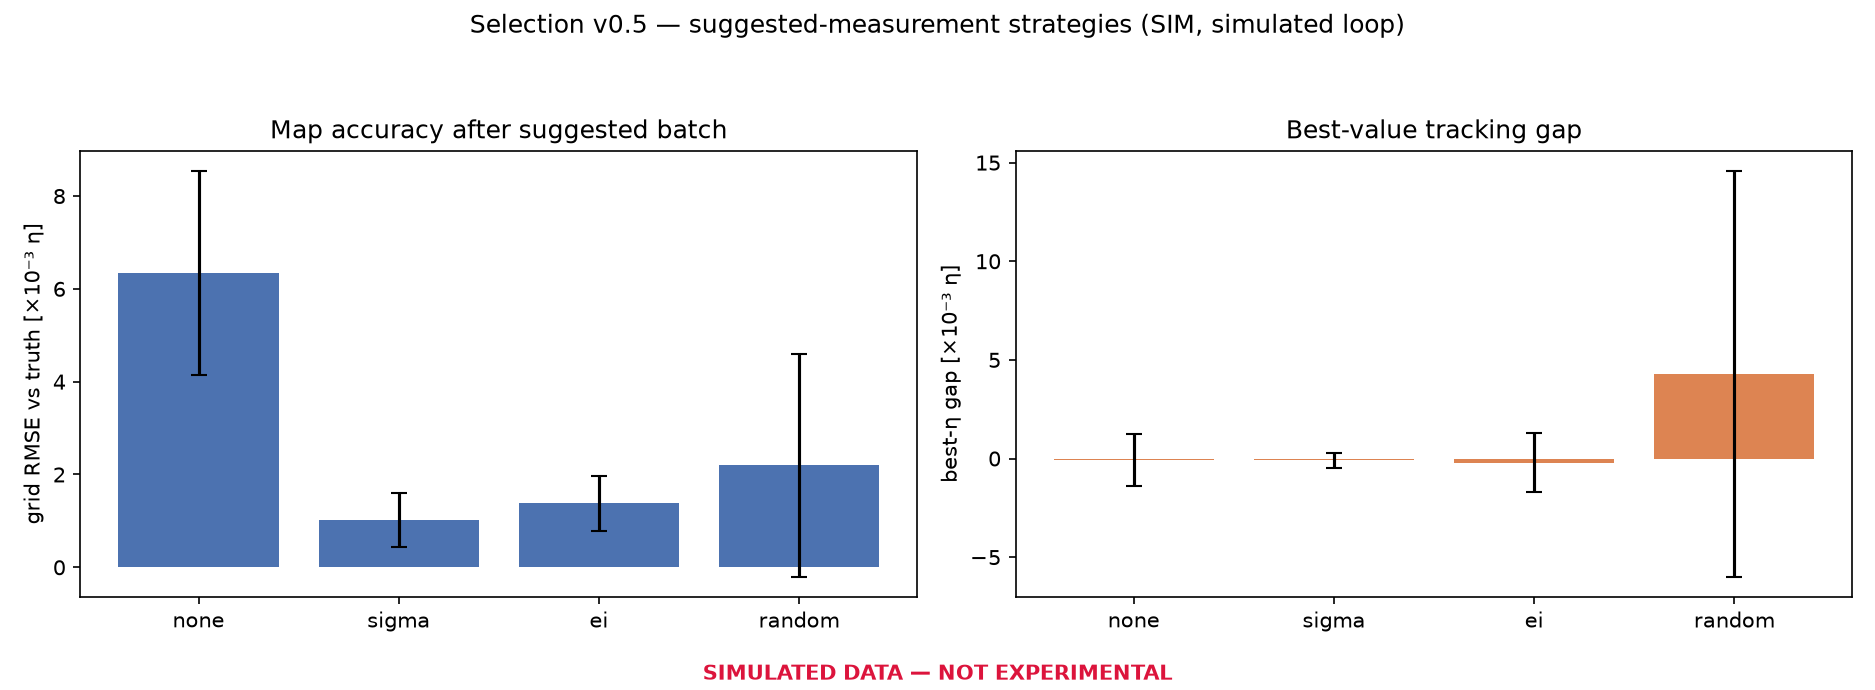 Selection v0.5 — suggested-measurement strategies (SIM, simulated loop)
Map accuracy after suggested batch
grid RMSE vs truth [×10⁻³ η]
8
6
4
2
0
none
sigma
ei
random
Best-value tracking gap
best-η gap [×10⁻³ η]
15
10
5
0
−5
none
sigma
ei
random
SIMULATED DATA — NOT EXPERIMENTAL